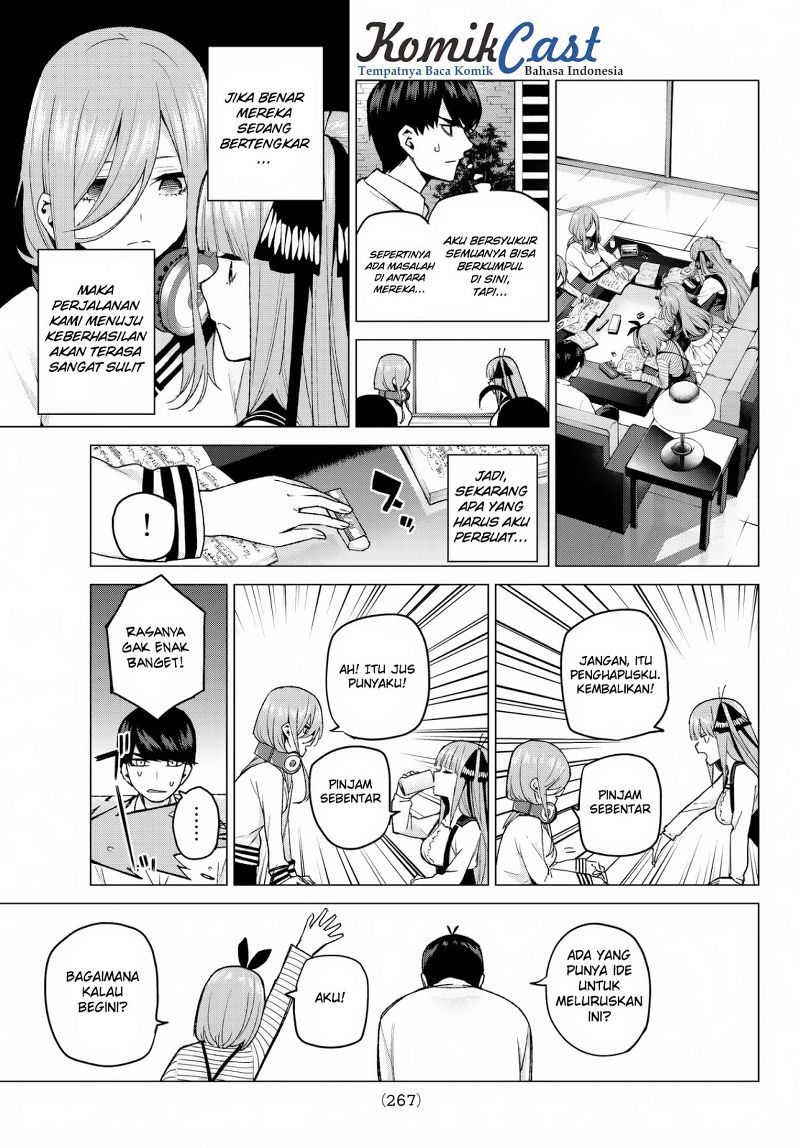 KomikCast
Tempatnya Baca Komik Bahasa Indonesia
AKU BERSYUKUR
SEMUANYA BISA
BERKUMPUL
DI SINI,
TAPI...
SEPERTINYA
ADA MASALAH
DI ANTARA
MEREKA...
JIKA BENAR
MEREKA
SEDANG
BERTENGKAR
...
MAKA
PERJALANAN
KAMI MENUJU
KEBERHASILAN
AKAN TERASA
SANGAT SULIT
JADI,
SEKARANG
APA YANG
HARUS AKU
PERBUAT...
!
JANGAN, ITU
PENGHAPUSKU.
KEMBALIKAN!
PINJAM
SEBENTAR
AH! ITU JUS
PUNYAKU!
PINJAM
SEBENTAR
RASANYA
GAK ENAK
BANGET!
......
ADA YANG
PUNYA IDE
UNTUK
MELURUSKAN
INI?
AKU!
BAGAIMANA
KALAU
BEGINI?
(267)